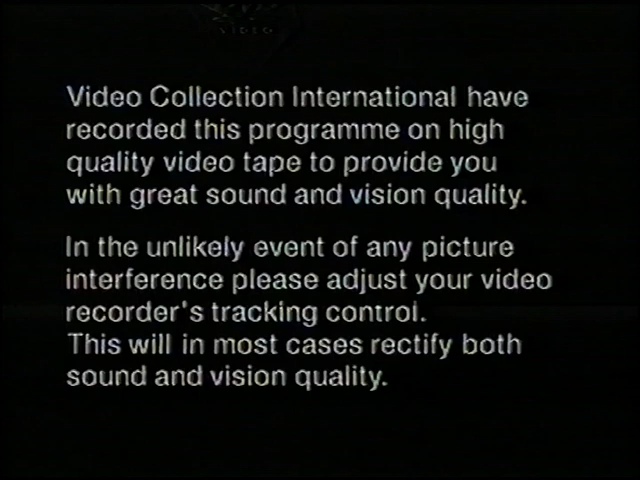 VIDEO
Video Collection International have
recorded this programme on high
quality video tape to provide you
with great sound and vision quality.
In the unlikely event of any picture
interference please adjust your video
recorder's tracking control.
This will in most cases rectify both
sound and vision quality.